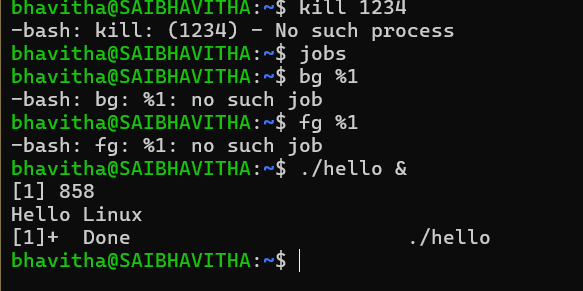 bhavitha@SAIBHAVITHA:~$ kill 1234
-bash: kill: (1234) - No such process
bhavitha@SAIBHAVITHA:~$ jobs
bhavitha@SAIBHAVITHA:~$ bg %1
-bash: bg: %1: no such job
bhavitha@SAIBHAVITHA:~$ fg %1
-bash: fg: %1: no such job
bhavitha@SAIBHAVITHA:~$ ./hello &
[1] 858
Hello Linux
[1]+  Done                    ./hello
bhavitha@SAIBHAVITHA:~$